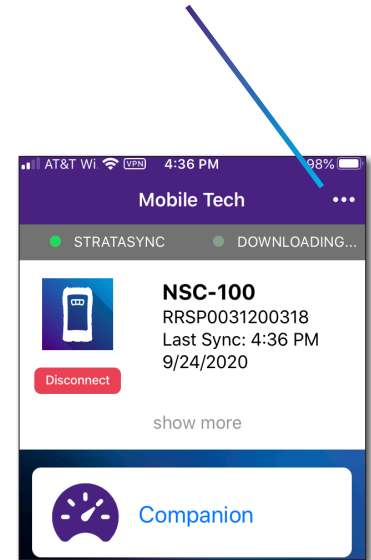 AT&T Wi. VPN 4:36 PM 98%
Mobile Tech ...
STRATASYNC DOWNLOADING...
NSC-100
RRSP0031200318
Last Sync: 4:36 PM
9/24/2020
Disconnect
show more
Companion